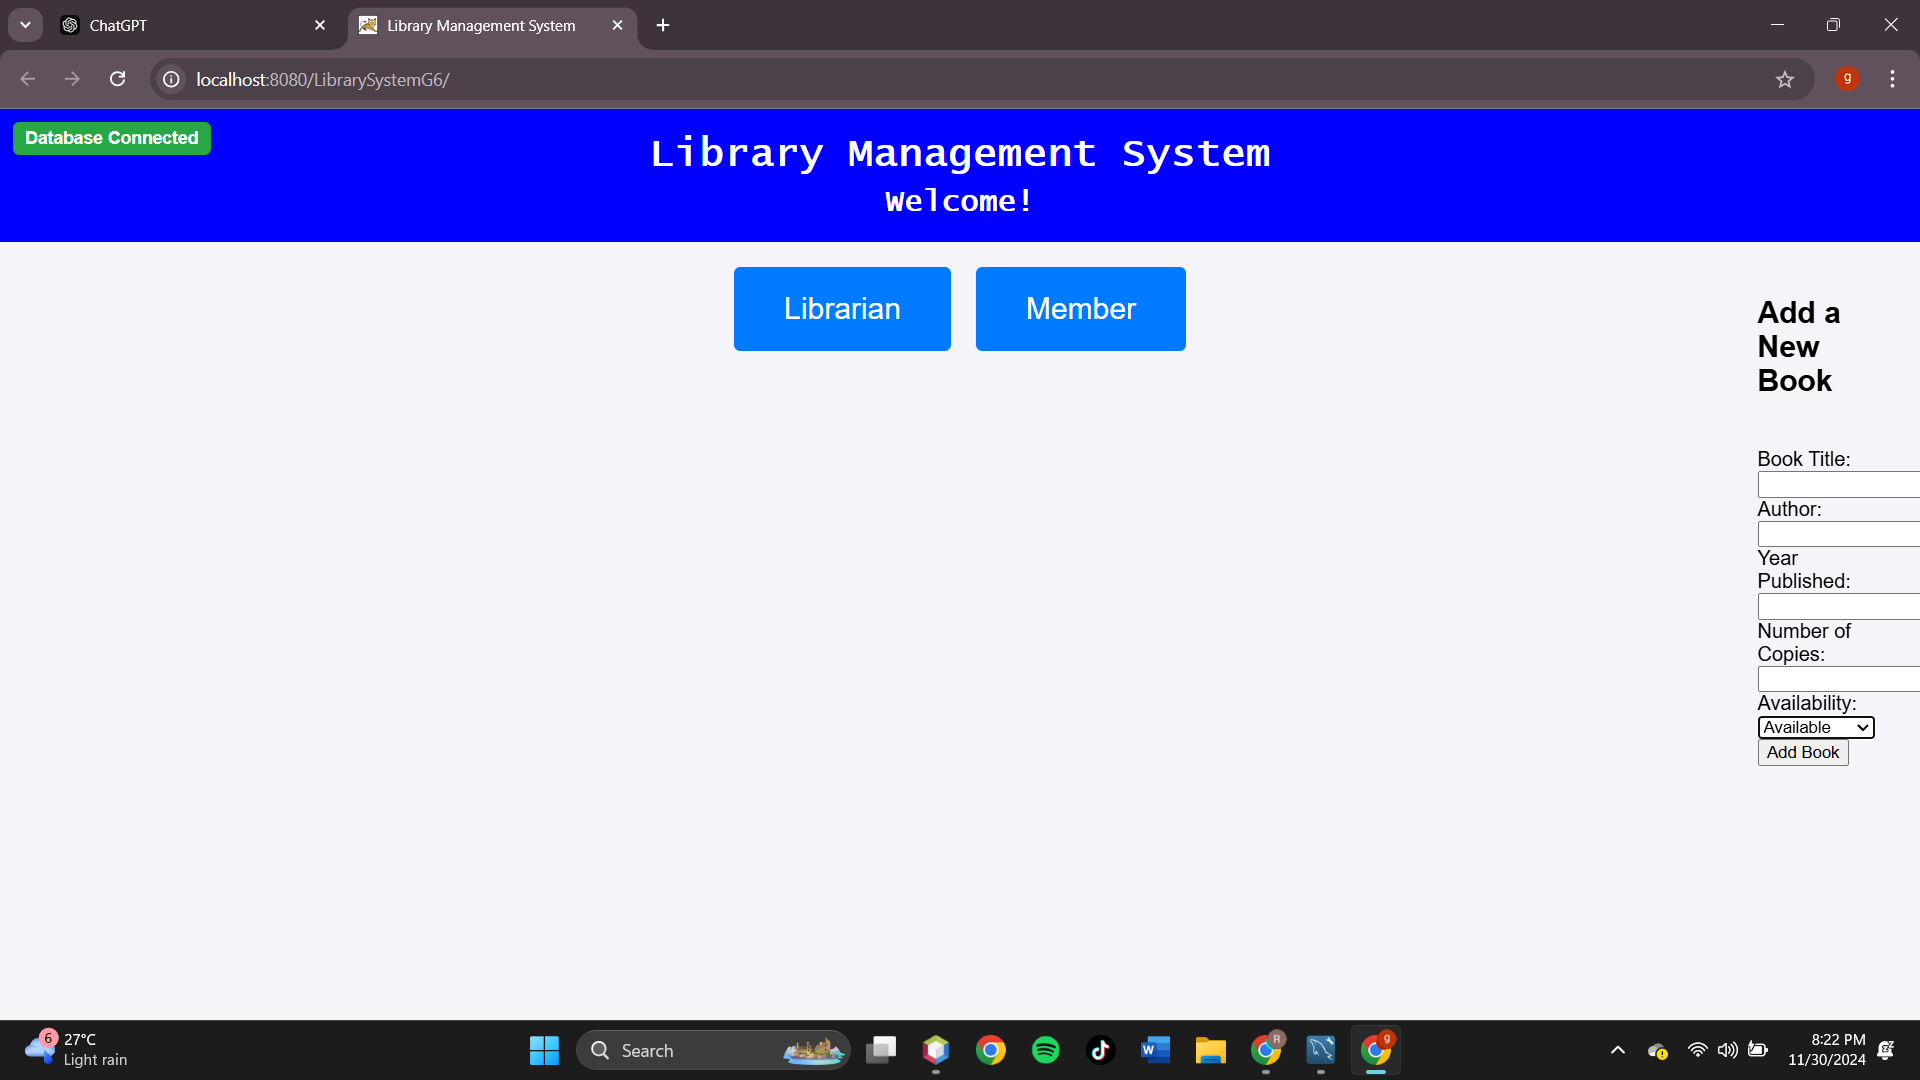 ChatGPT
Library Management System
localhost:8080/LibrarySystemG6/
g
Database Connected
Library Management System
Welcome!
Librarian
Member
Add a
New
Book
Book Title:
Author:
Year
Published:
Number of
Copies:
Availability:
Available
Add Book
6
27°C
Light rain
Search
W
R
g
8:22 PM
11/30/2024